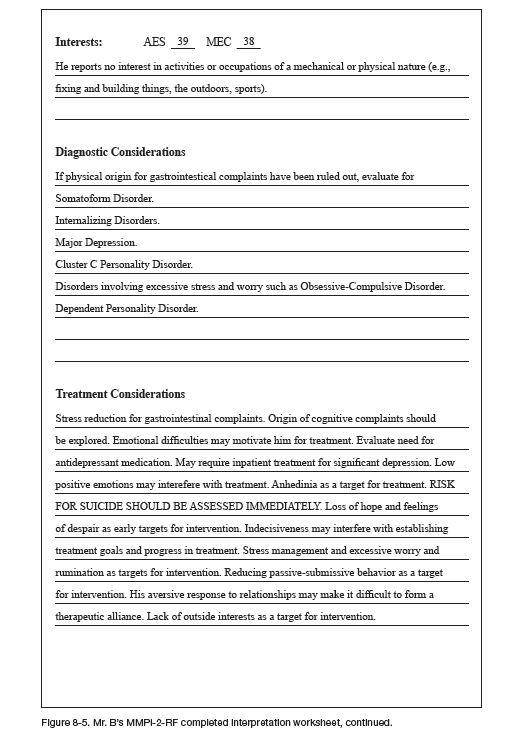 Interests: AES 39 MEC 38
He reports no interest in activities or occupations of a mechanical or physical nature (e.g.,
fixing and building things, the outdoors, sports).
Diagnostic Considerations
If physical origin for gastrointestical complaints have been ruled out, evaluate for
Somatoform Disorder.
Internalizing Disorders.
Major Depression.
Cluster C Personality Disorder.
Disorders involving excessive stress and worry such as Obsessive-Compulsive Disorder.
Dependent Personality Disorder.
Treatment Considerations
Stress reduction for gastrointestinal complaints. Origin of cognitive complaints should
be explored. Emotional difficulties may motivate him for treatment. Evaluate need for
antidepressant medication. May require inpatient treatment for significant depression. Low
positive emotions may interefere with treatment. Anhedinia as a target for treatment. RISK
FOR SUICIDE SHOULD BE ASSESSED IMMEDIATELY. Loss of hope and feelings
of despair as early targets for intervention. Indecisiveness may interfere with establishing
treatment goals and progress in treatment. Stress management and excessive worry and
rumination as targets for intervention. Reducing passive-submissive behavior as a target
for intervention. His aversive response to relationships may make it difficult to form a
therapeutic alliance. Lack of outside interests as a target for intervention.
Figure 8-5. Mr. B's MMPI-2-RF completed interpretation worksheet, continued.